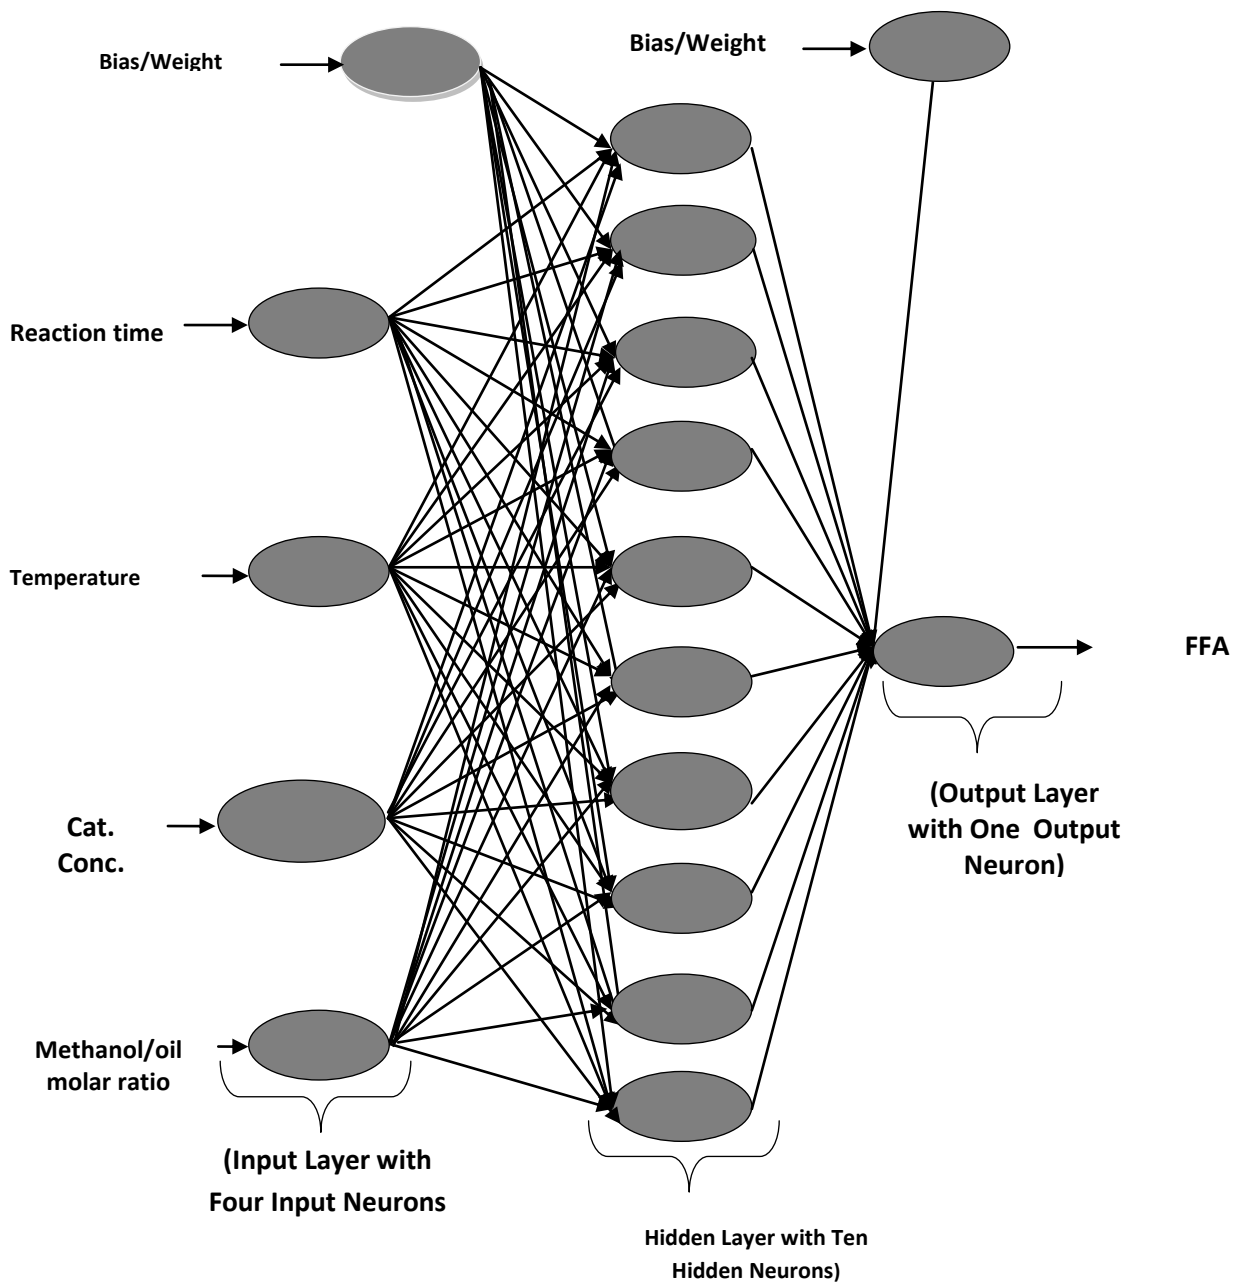 Bias/Weight
Bias/Weight
Reaction time
Temperature
FFA
(Output Layer
with One Output
Neuron)
Cat.
Conc.
Methanol/oil
molar ratio
(Input Layer with
Four Input Neurons
Hidden Layer with Ten
Hidden Neurons)